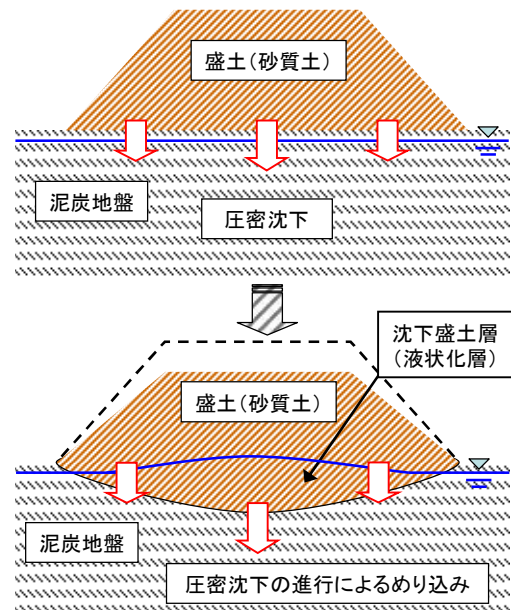 盛土(砂質土)
泥炭地盤
圧密沈下
沈下盛土層
(液状化層)
盛土(砂質土)
泥炭地盤
圧密沈下の進行によるめり込み